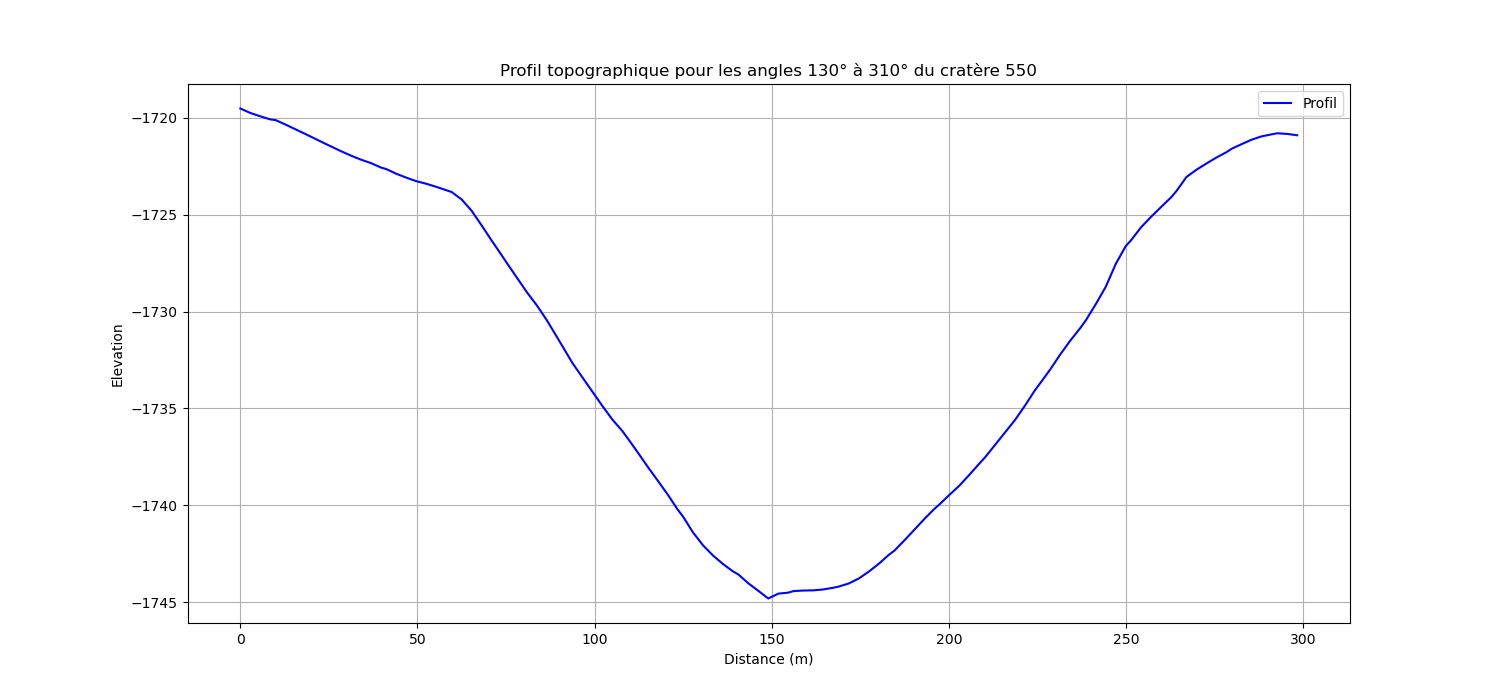 Profil topographique pour les angles 130° à 310° du cratère 550
Profil
−1720
−1725
−1730
−1735
−1740
−1745
Elevation
0 50 100 150 200 250 300
Distance (m)